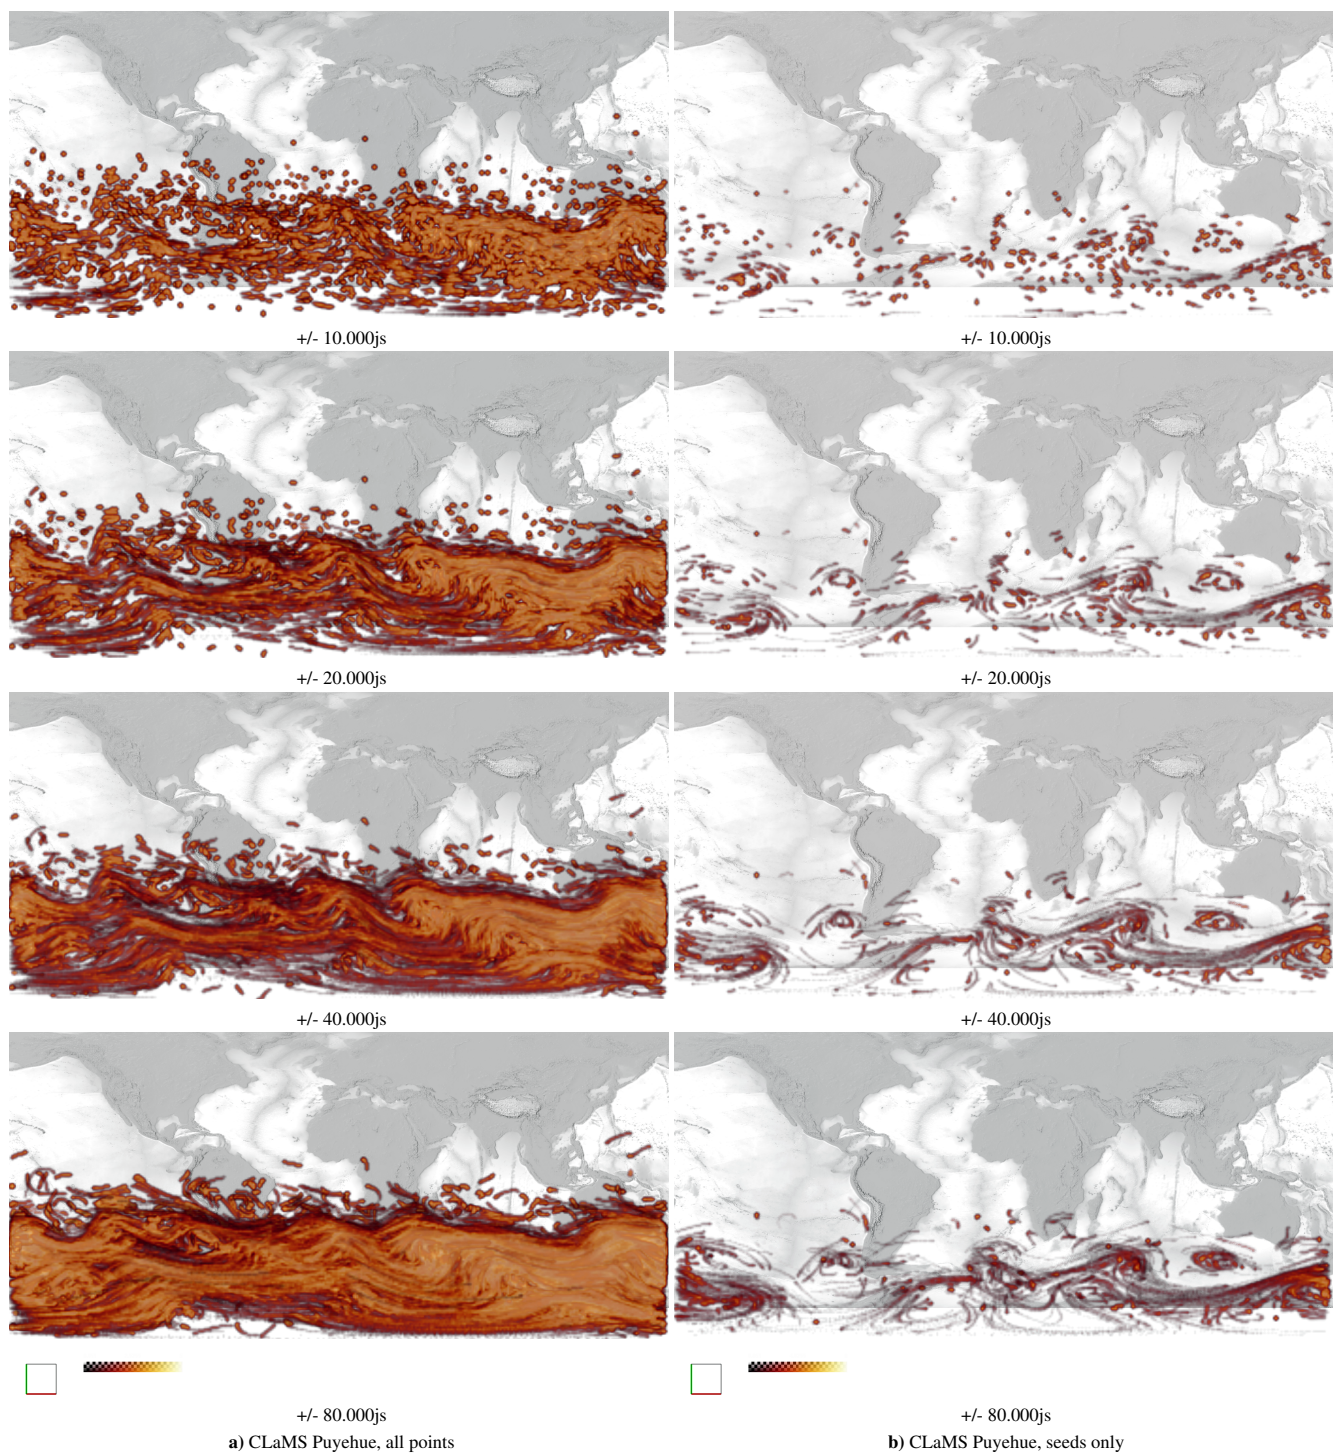 +/- 10.000js
+/- 10.000js
+/- 20.000js
+/- 20.000js
+/- 40.000js
+/- 40.000js
+/- 80.000js
+/- 80.000js
a) CLaMS Puyehue, all points
b) CLaMS Puyehue, seeds only